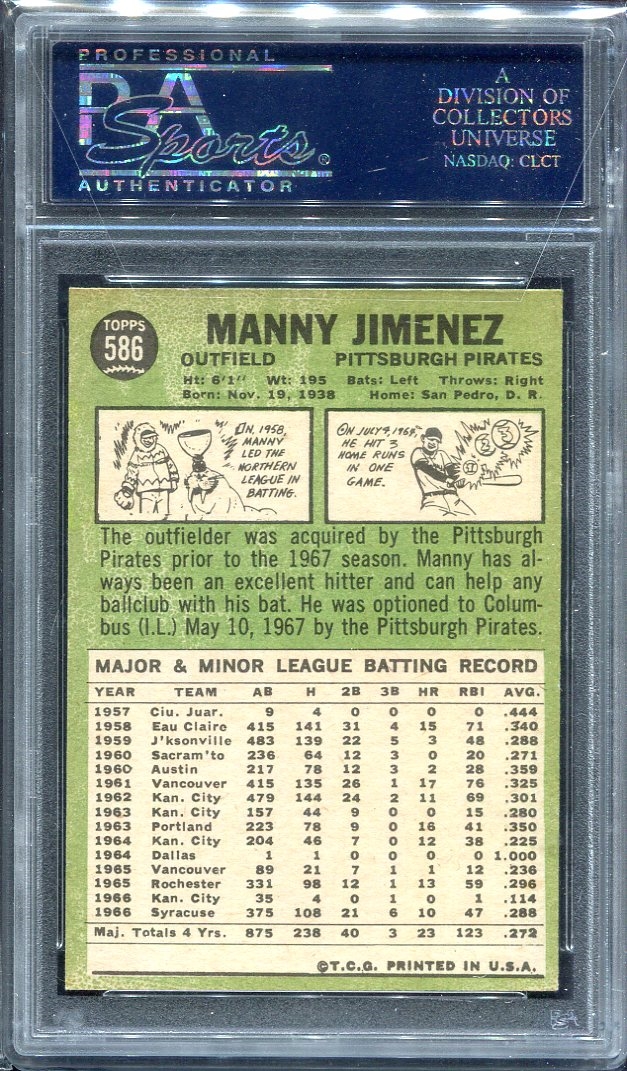 PROFESSIONAL
PSA
Sports®
AUTHENTICATOR
A
DIVISION OF
COLLECTORS
UNIVERSE
NASDAQ: CLCT
TOPPS
586
MANNY JIMENEZ
OUTFIELD PITTSBURGH PIRATES
Ht: 6'1" Wt: 195 Bats: Left Throws: Right
Born: Nov. 19, 1938 Home: San Pedro, D. R.
IN 1958,
MANNY
LED THE
NORTHERN
LEAGUE IN
BATTING.
ON JULY 4, 1964,
HE HIT 3
HOME RUNS
IN ONE
GAME.
The outfielder was acquired by the Pittsburgh
Pirates prior to the 1967 season. Manny has al-
ways been an excellent hitter and can help any
ballclub with his bat. He was optioned to Colum-
bus (I.L.) May 10, 1967 by the Pittsburgh Pirates.
MAJOR & MINOR LEAGUE BATTING RECORD
YEAR TEAM AB H 2B 3B HR RBI AVG.
1957 Ciu. Juar. 9 4 0 0 0 0 .444
1958 Eau Claire 415 141 31 4 15 71 .340
1959 J'ksonville 483 139 22 5 3 48 .288
1960 Sacram'to 236 64 12 3 0 20 .271
1960 Austin 217 78 12 3 2 28 .359
1961 Vancouver 415 135 26 1 17 76 .325
1962 Kan. City 479 144 24 2 11 69 .301
1963 Kan. City 157 44 9 0 0 15 .280
1963 Portland 223 78 9 0 16 41 .350
1964 Kan. City 204 46 7 0 12 38 .225
1964 Dallas 1 1 0 0 0 0 1.000
1965 Vancouver 89 21 7 1 1 12 .236
1965 Rochester 331 98 12 1 13 59 .296
1966 Kan. City 35 4 0 1 0 1 .114
1966 Syracuse 375 108 21 6 10 47 .288
Maj. Totals 4 Yrs. 875 238 40 3 23 123 .272
©T.C.G. PRINTED IN U.S.A.
PSA